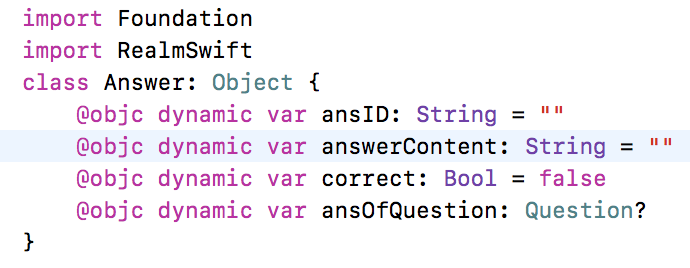 import Foundation
import RealmSwift
class Answer: Object {
    @objc dynamic var ansID: String = ""
    @objc dynamic var answerContent: String = ""
    @objc dynamic var correct: Bool = false
    @objc dynamic var ansOfQuestion: Question?
}